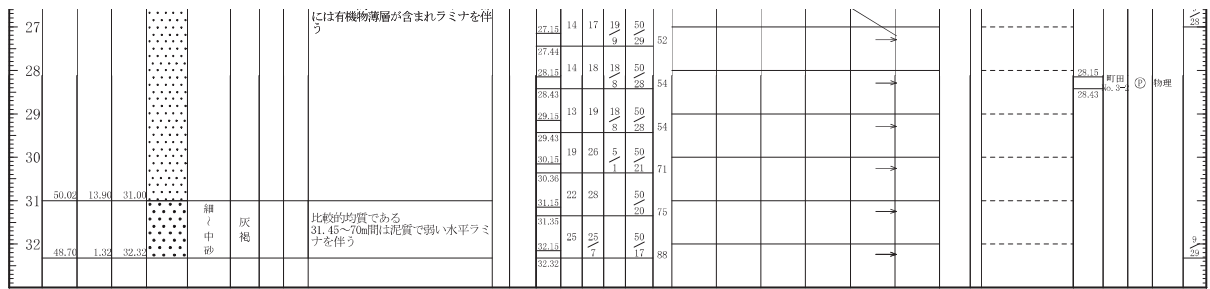 には有機物薄層が含まれラミナを伴
う
27
28
29
30
31
32
50.02 13.90 31.00
48.70 1.32 32.32
細～中砂
灰褐
比較的均質である
31.45～70m間は泥質で弱い水平ラミ
ナを伴う
27.15 14 17 19/9 50/29 52
27.44
28.15 14 18 18/8 50/28 54
28.43
29.15 13 19 18/8 50/28 54
29.43
30.15 19 26 5/1 50/21 71
30.36
31.15 22 28 50/20 75
31.35
32.15 25 25/7 50/17 88
32.32
28.15
28.43
町田
No.3-2
Ⓟ
物理
28
9/29